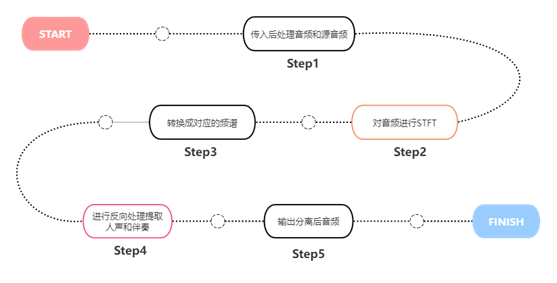 START
传入后处理音频和源音频
Step1
对音频进行STFT
Step2
转换成对应的频谱
Step3
进行反向处理提取
人声和伴奏
Step4
输出分离后音频
Step5
FINISH